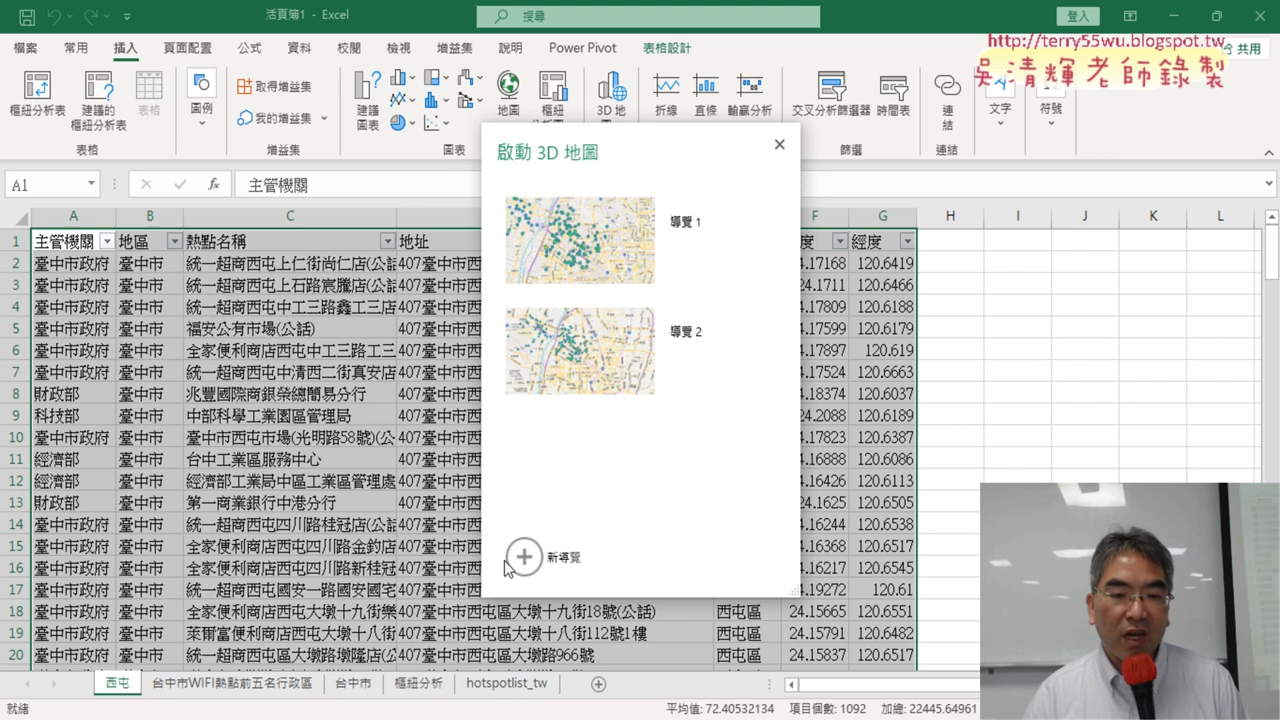 活頁簿1 - Excel
搜尋
登入
檔案 常用 插入 頁面配置 公式 資料 校閱 檢視 增益集 說明 Power Pivot 表格設計
共用
http://terry55wu.blogspot.tw
吳清輝老師錄製
樞紐分析表
建議的
樞紐分析表
表格
圖例
取得增益集
我的增益集
建議
圖表
地圖
樞紐
3D 地
折線
直條
輸贏分析
交叉分析篩選器
時間表
連
結
文字
符號
表格
增益集
圖表
篩選
連結
A1
fx
主管機關
啟動 3D 地圖
導覽 1
導覽 2
新導覽
A B C F G H I J K L
1 主管機關 地區 熱點名稱 地址 度 經度
2 臺中市政府 臺中市 統一超商西屯上仁街尚仁店(公話 407臺中市西 4.17168 120.6419
3 臺中市政府 臺中市 統一超商西屯上石路宸騰店(公話 407臺中市西 24.1711 120.6466
4 臺中市政府 臺中市 統一超商西屯中工三路鑫工三店 407臺中市西 4.17809 120.6188
5 臺中市政府 臺中市 福安公有市場(公話) 407臺中市西 4.17599 120.6179
6 臺中市政府 臺中市 全家便利商店西屯中工三路工三 407臺中市西 4.17897 120.619
7 臺中市政府 臺中市 統一超商西屯中清西二街真安店 407臺中市西 4.17524 120.6663
8 財政部 臺中市 兆豐國際商銀榮總簡易分行 407臺中市西 4.18374 120.6037
9 科技部 臺中市 中部科學工業園區管理局 407臺中市西 24.2088 120.6189
10 臺中市政府 臺中市 臺中市西屯市場(光明路58號)(公 407臺中市西 4.17823 120.6387
11 經濟部 臺中市 台中工業區服務中心 407臺中市西 4.16888 120.6086
12 經濟部 臺中市 經濟部工業局中區工業區管理處 407臺中市西 4.16426 120.6113
13 財政部 臺中市 第一商業銀行中港分行 407臺中市西 4.1625 120.6505
14 臺中市政府 臺中市 統一超商西屯四川路桂冠店(公話 407臺中市西 4.16244 120.6538
15 臺中市政府 臺中市 全家便利商店西屯四川路金鈞店 407臺中市西 4.16368 120.6517
16 臺中市政府 臺中市 全家便利商店西屯四川路新桂冠 407臺中市西 4.16217 120.6545
17 臺中市政府 臺中市 統一超商西屯國安一路國安國宅 407臺中市西 4.19272 120.61
18 臺中市政府 臺中市 全家便利商店西屯大墩十九街樂 407臺中市西屯區大墩十九街18號(公話) 西屯區 24.15665 120.6551
19 臺中市政府 臺中市 萊爾富便利商店西屯大墩十八街 407臺中市西屯區大墩十八街112號1樓 西屯區 24.15791 120.6482
20 臺中市政府 臺中市 統一超商西屯大墩路墩隆店(公話 407臺中市西屯區大墩路966號 西屯區 24.15837 120.6517
西屯 台中市WIFI熱點前五名行政區 台中市 樞紐分析 hotspotlist_tw
就緒 平均值: 72.40532134 項目個數: 1092 加總: 22445.64961